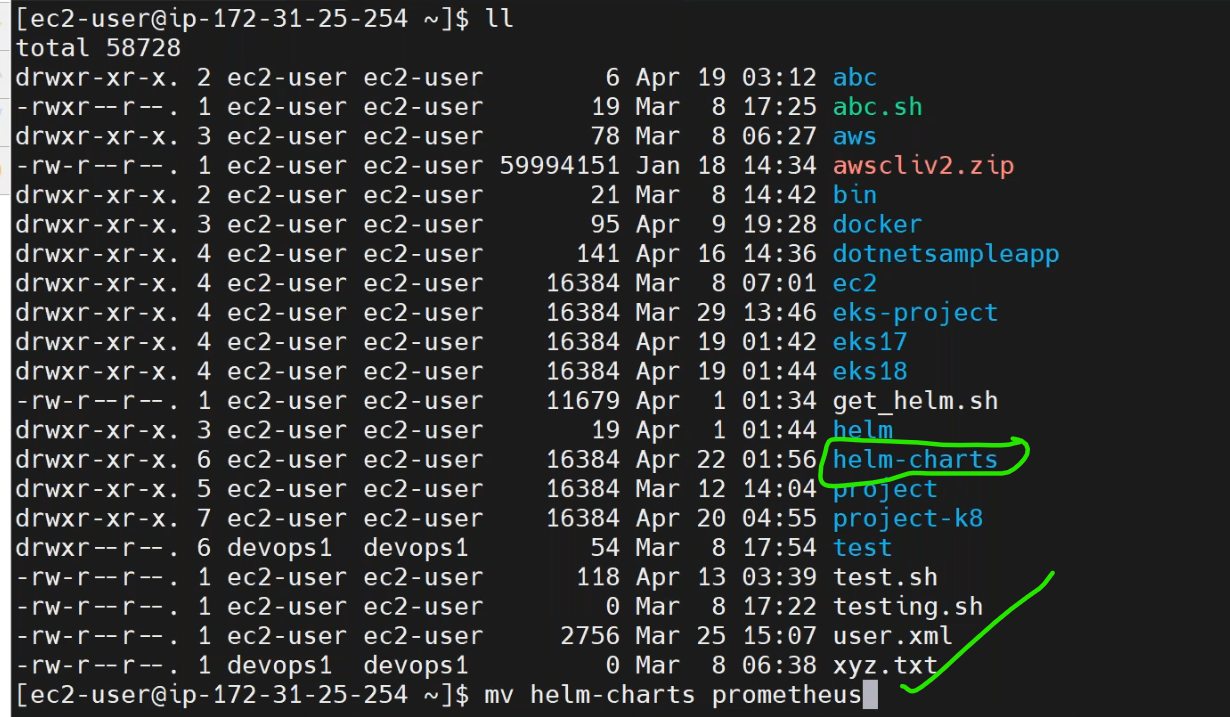 [ec2-user@ip-172-31-25-254 ~]$ ll
total 58728
drwxr-xr-x. 2 ec2-user ec2-user        6 Apr 19 03:12 abc
-rwxr--r--. 1 ec2-user ec2-user       19 Mar  8 17:25 abc.sh
drwxr-xr-x. 3 ec2-user ec2-user       78 Mar  8 06:27 aws
-rw-r--r--. 1 ec2-user ec2-user 59994151 Jan 18 14:34 awscliv2.zip
drwxr-xr-x. 2 ec2-user ec2-user       21 Mar  8 14:42 bin
drwxr-xr-x. 3 ec2-user ec2-user       95 Apr  9 19:28 docker
drwxr-xr-x. 4 ec2-user ec2-user      141 Apr 16 14:36 dotnetsampleapp
drwxr-xr-x. 4 ec2-user ec2-user    16384 Mar  8 07:01 ec2
drwxr-xr-x. 4 ec2-user ec2-user    16384 Mar 29 13:46 eks-project
drwxr-xr-x. 4 ec2-user ec2-user    16384 Apr 19 01:42 eks17
drwxr-xr-x. 4 ec2-user ec2-user    16384 Apr 19 01:44 eks18
-rw-r--r--. 1 ec2-user ec2-user    11679 Apr  1 01:34 get_helm.sh
drwxr-xr-x. 3 ec2-user ec2-user       19 Apr  1 01:44 helm
drwxr-xr-x. 6 ec2-user ec2-user    16384 Apr 22 01:56 helm-charts
drwxr-xr-x. 5 ec2-user ec2-user    16384 Mar 12 14:04 project
drwxr-xr-x. 7 ec2-user ec2-user    16384 Apr 20 04:55 project-k8
drwxr--r--. 6 devops1  devops1        54 Mar  8 17:54 test
-rw-r--r--. 1 ec2-user ec2-user      118 Apr 13 03:39 test.sh
-rw-r--r--. 1 ec2-user ec2-user        0 Mar  8 17:22 testing.sh
-rw-r--r--. 1 ec2-user ec2-user     2756 Mar 25 15:07 user.xml
-rw-r--r--. 1 devops1  devops1         0 Mar  8 06:38 xyz.txt
[ec2-user@ip-172-31-25-254 ~]$ mv helm-charts prometheus